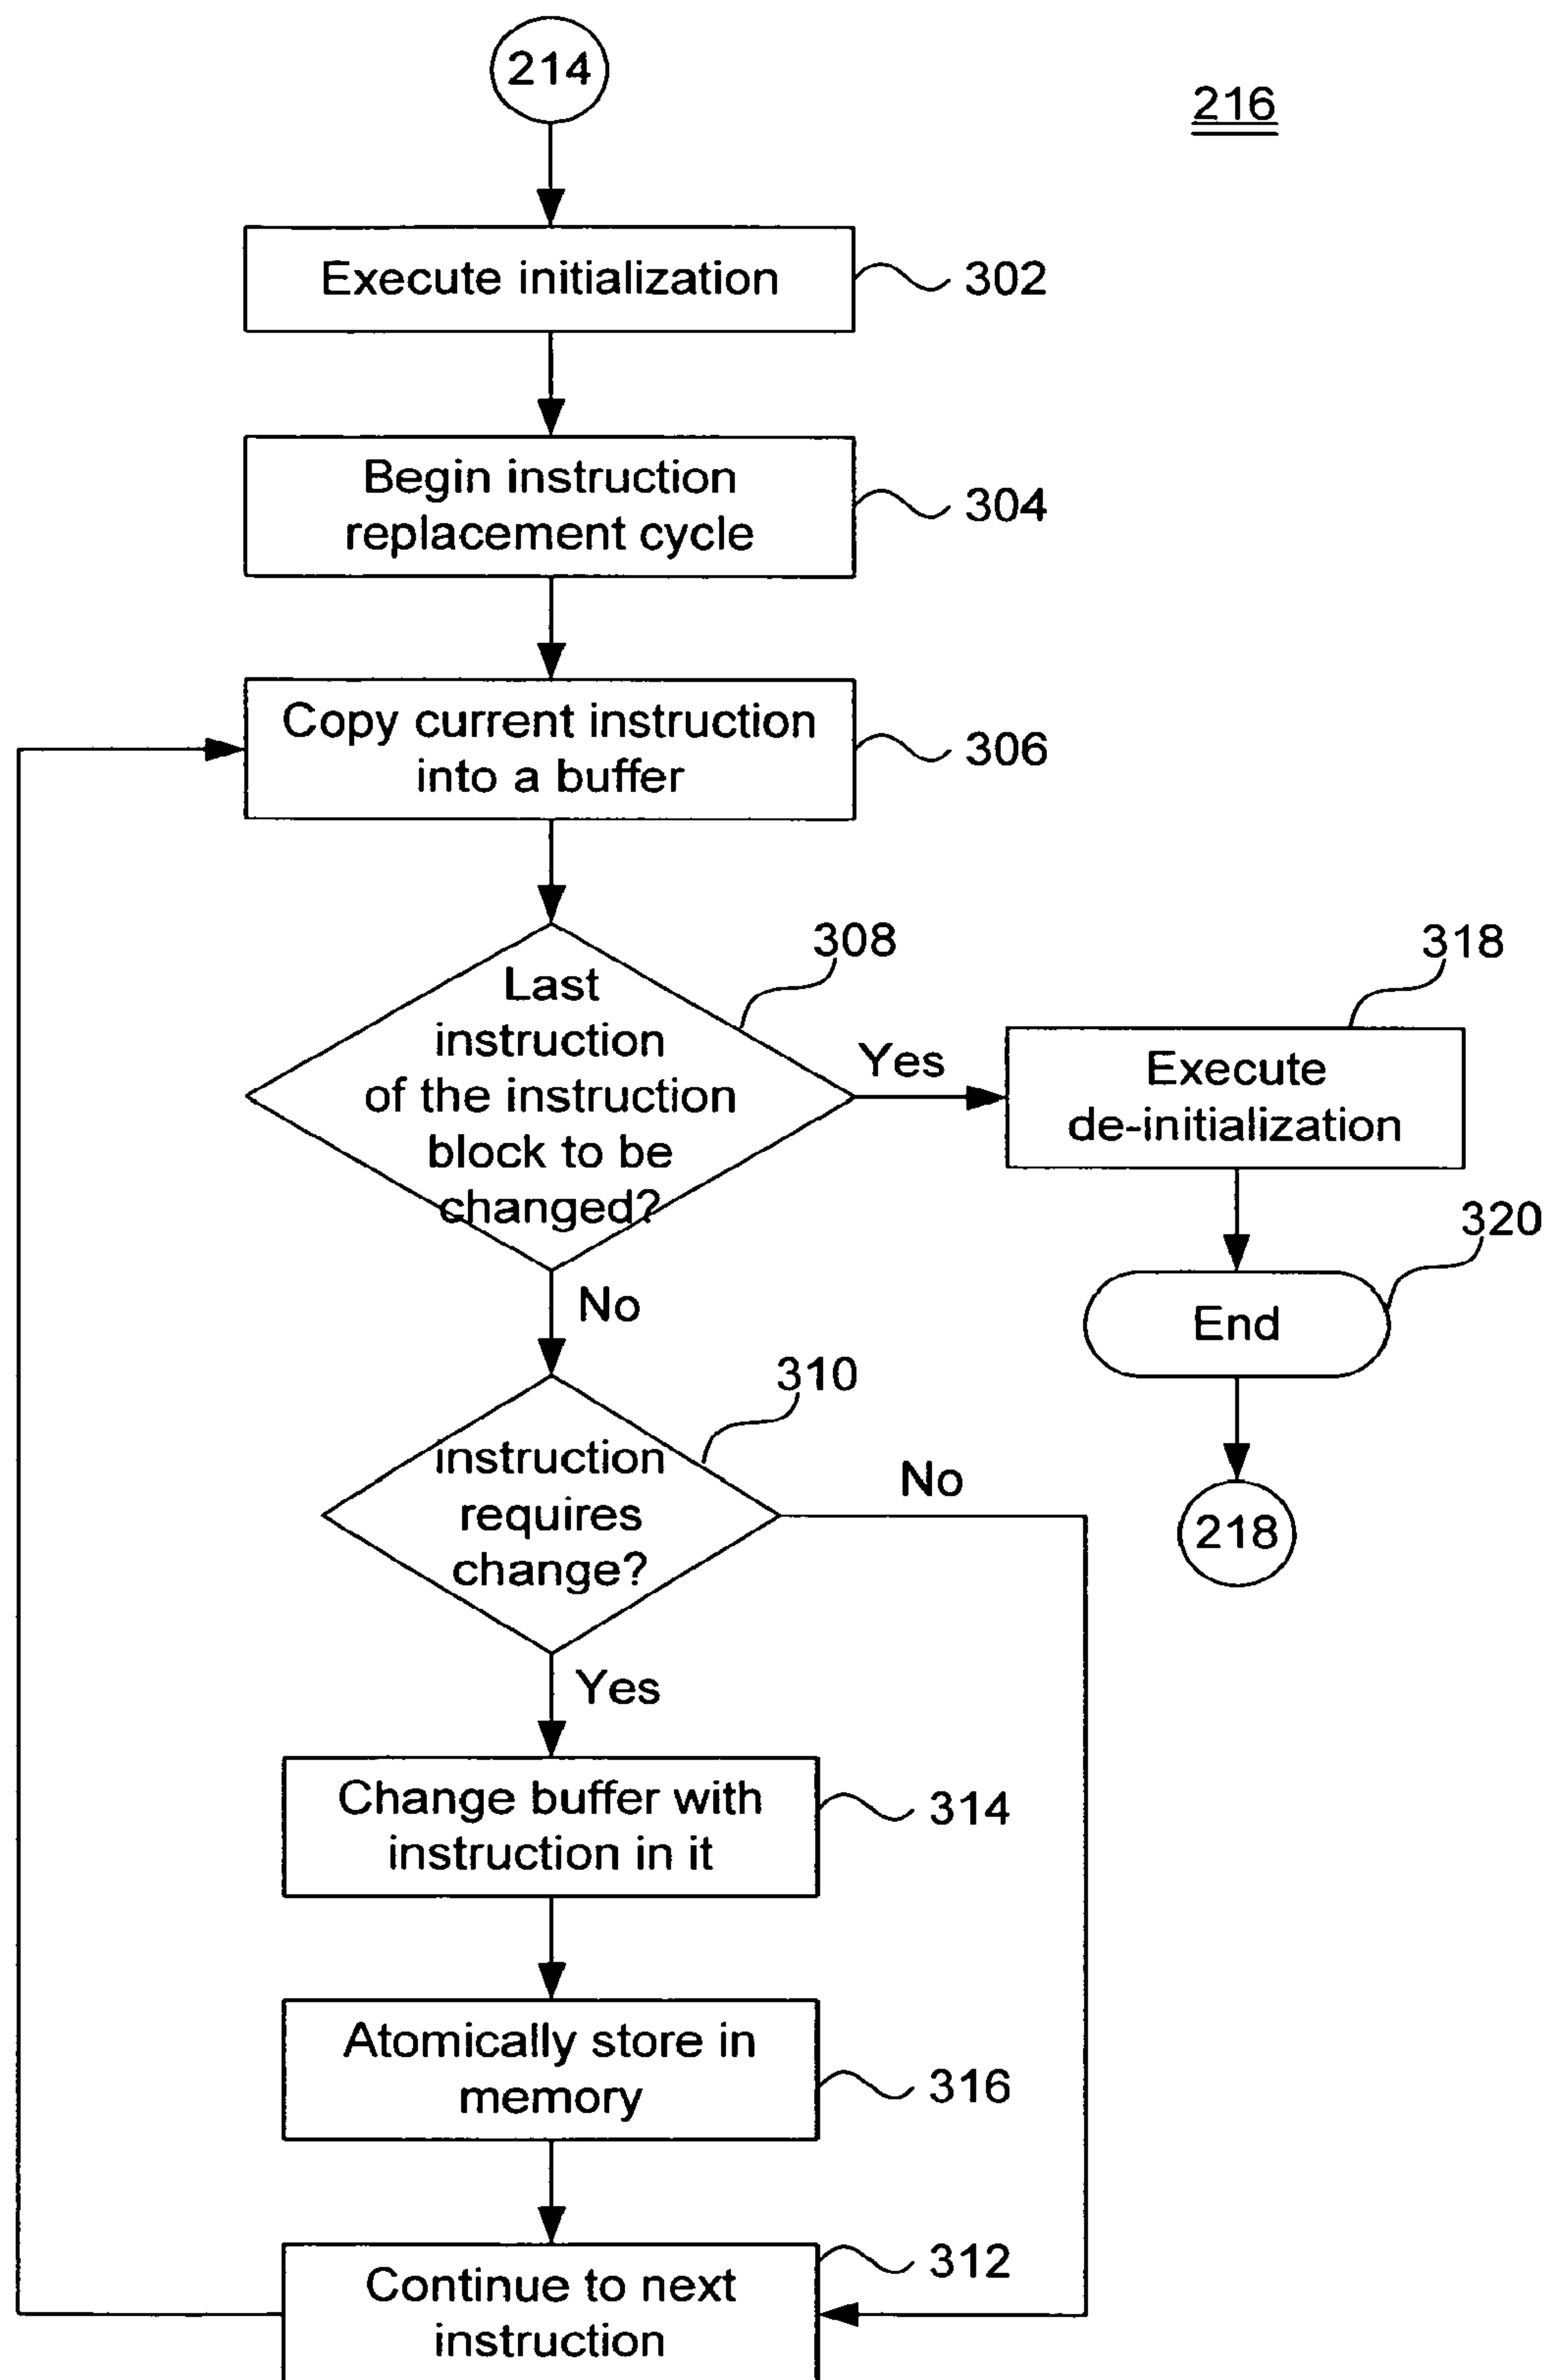 214
216
Execute initialization
302
Begin instruction
replacement cycle
304
Copy current instruction
into a buffer
306
308
Last
instruction
of the instruction
block to be
changed?
Yes
318
Execute
de-initialization
320
End
218
No
310
instruction
requires
change?
No
Yes
Change buffer with
instruction in it
314
Atomically store in
memory
316
312
Continue to next
instruction